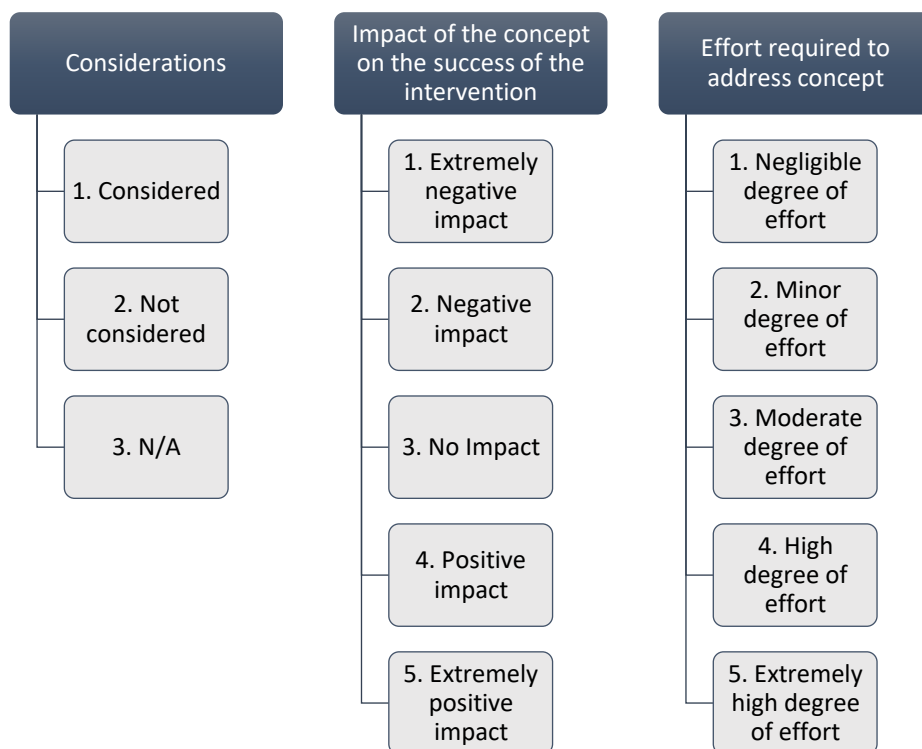 Considerations
1. Considered
2. Not
considered
3. N/A
Impact of the concept
on the success of the
intervention
1. Extremely
negative
impact
2. Negative
impact
3. No Impact
4. Positive
impact
5. Extremely
positive
impact
Effort required to
address concept
1. Negligible
degree of
effort
2. Minor
degree of
effort
3. Moderate
degree of
effort
4. High
degree of
effort
5. Extremely
high degree
of effort